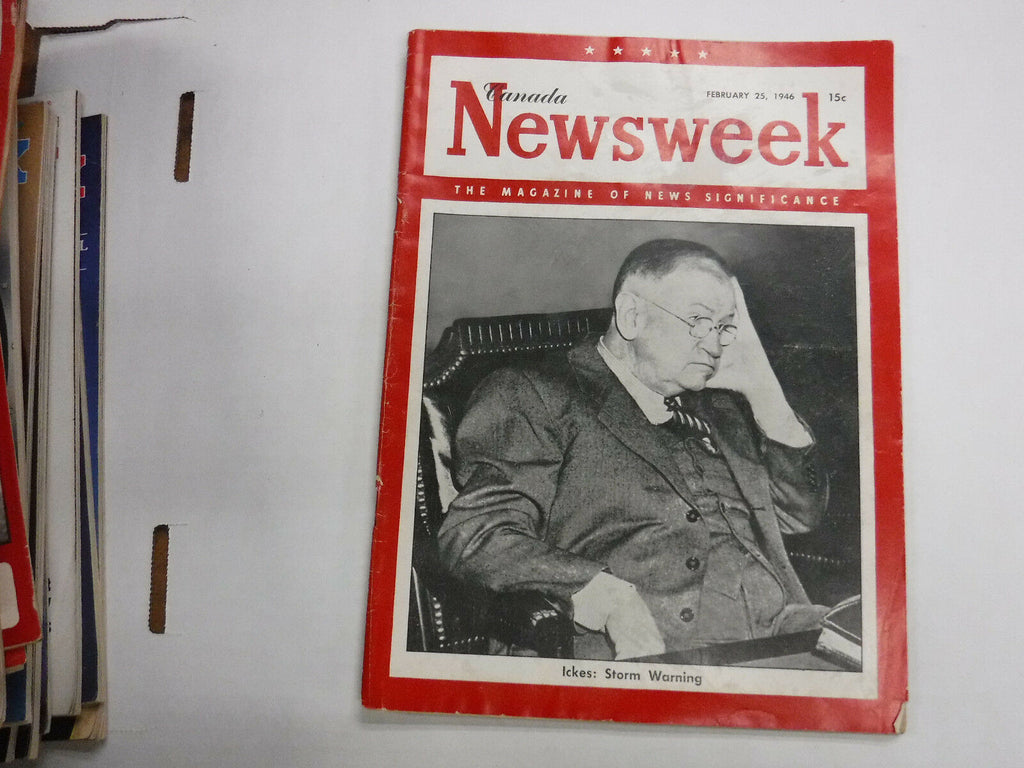 ★ ★ ★ ★ ★
Canada
FEBRUARY 25, 1946 15c
Newsweek
THE MAGAZINE OF NEWS SIGNIFICANCE
Ickes: Storm Warning